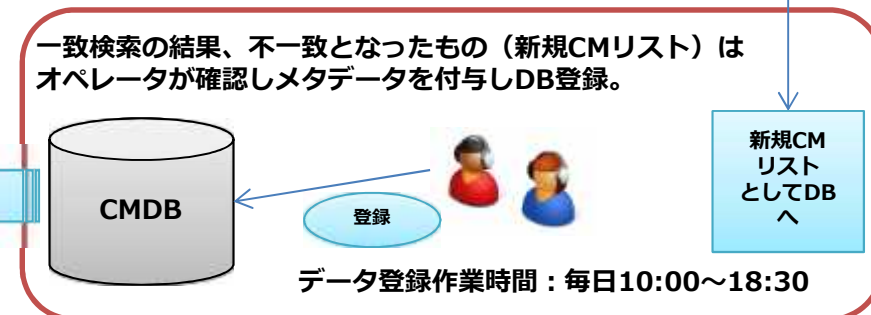 一致検索の結果、不一致となったもの（新規CMリスト）は
オペレータが確認しメタデータを付与しDB登録。
CMDB
登録
新規CM
リスト
としてDB
へ
データ登録作業時間：毎日10:00～18:30